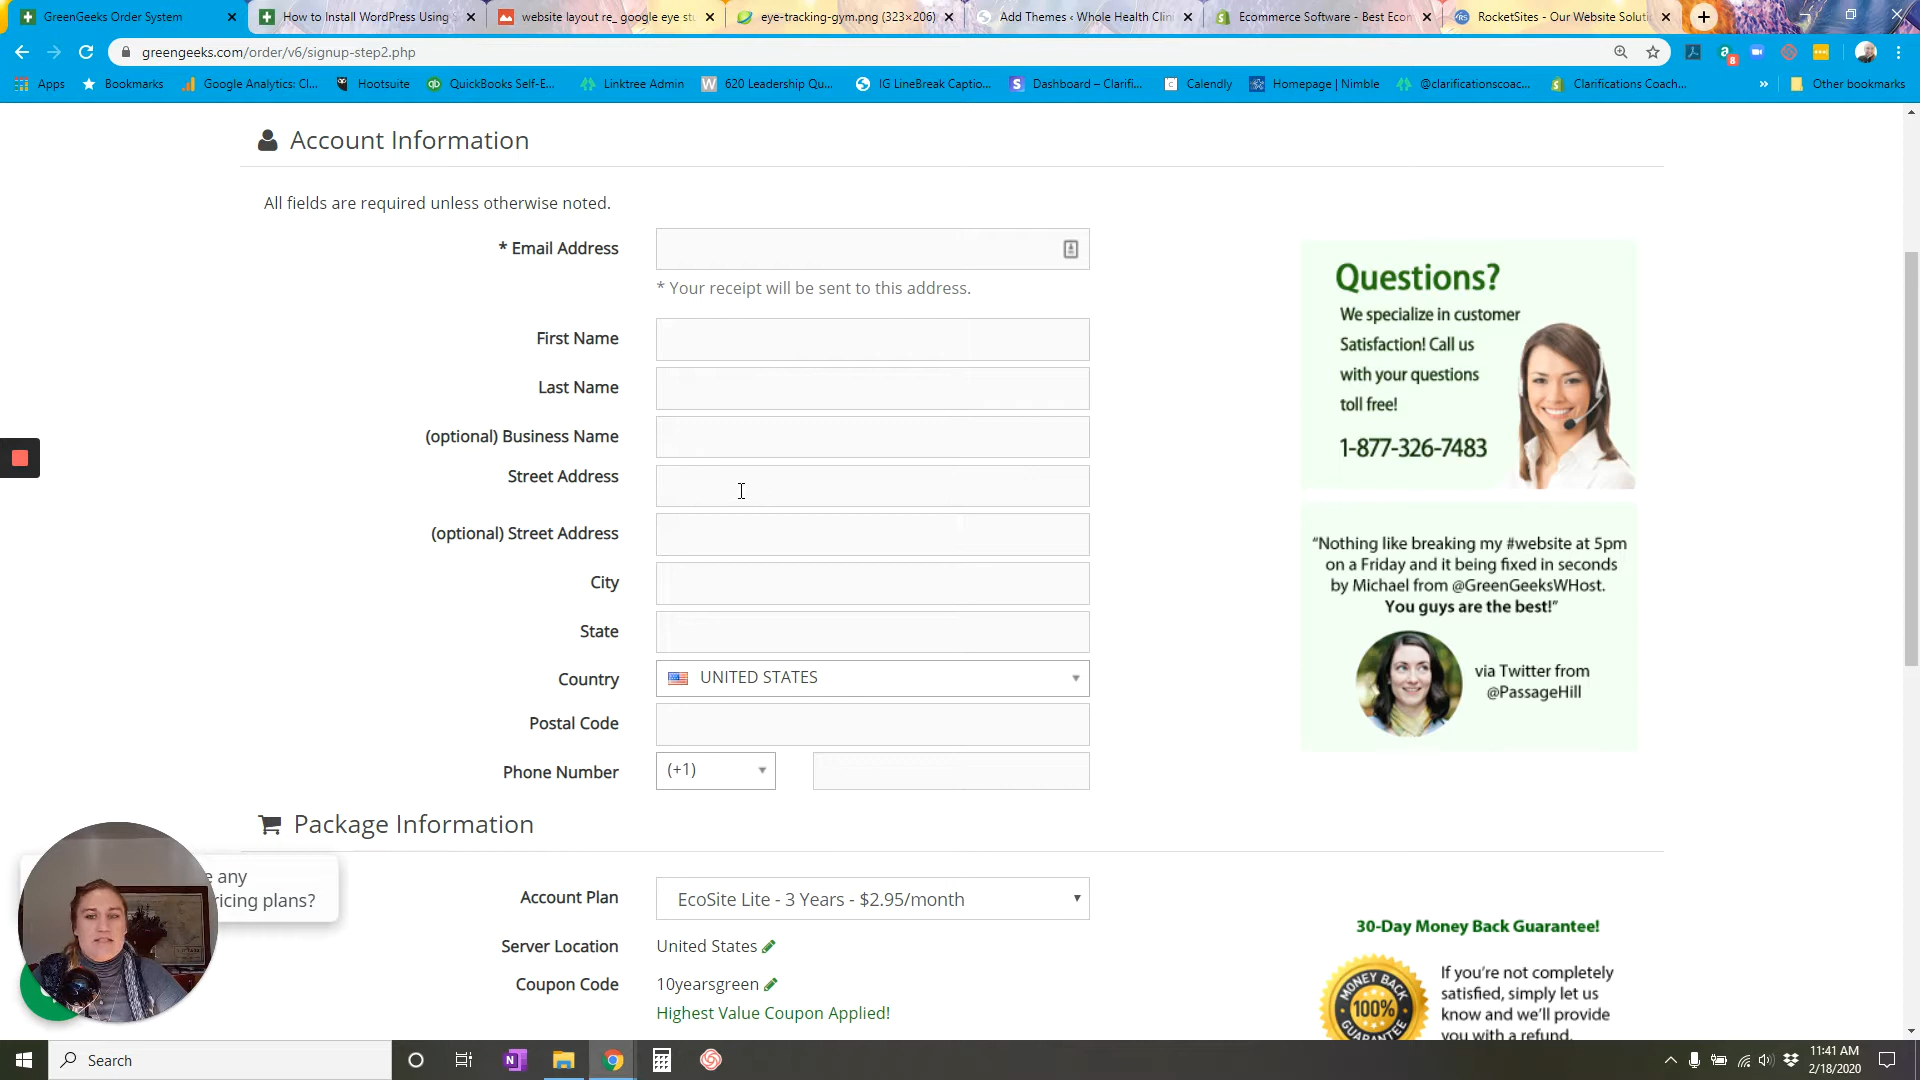 GreenGeeks Order System
How to Install WordPress Using S
website layout re_ google eye stu
eye-tracking-gym.png (323×206)
Add Themes ‹ Whole Health Clini
Ecommerce Software - Best Ecom
RS RocketSites - Our Website Soluti
greengeeks.com/order/v6/signup-step2.php
8
Apps
Bookmarks
Google Analytics: Cl...
Hootsuite
QuickBooks Self-E...
Linktree Admin
620 Leadership Qu...
IG LineBreak Captio...
Dashboard – Clarifi...
Calendly
Homepage | Nimble
@clarificationscoac...
Clarifications Coach...
»
Other bookmarks
Account Information
All fields are required unless otherwise noted.
* Email Address
* Your receipt will be sent to this address.
First Name
Last Name
(optional) Business Name
Street Address
(optional) Street Address
City
State
Country
UNITED STATES
Postal Code
Phone Number
(+1)
Questions?
We specialize in customer
Satisfaction! Call us
with your questions
toll free!
1-877-326-7483
“Nothing like breaking my #website at 5pm
on a Friday and it being fixed in seconds
by Michael from @GreenGeeksWHost.
You guys are the best!”
via Twitter from
@PassageHill
Package Information
e any
ricing plans?
Account Plan
EcoSite Lite - 3 Years - $2.95/month
Server Location
United States
Coupon Code
10yearsgreen
Highest Value Coupon Applied!
30-Day Money Back Guarantee!
MONEY BACK
100%
If you’re not completely
satisfied, simply let us
know and we’ll provide
you with a refund.
Search
11:41 AM
2/18/2020